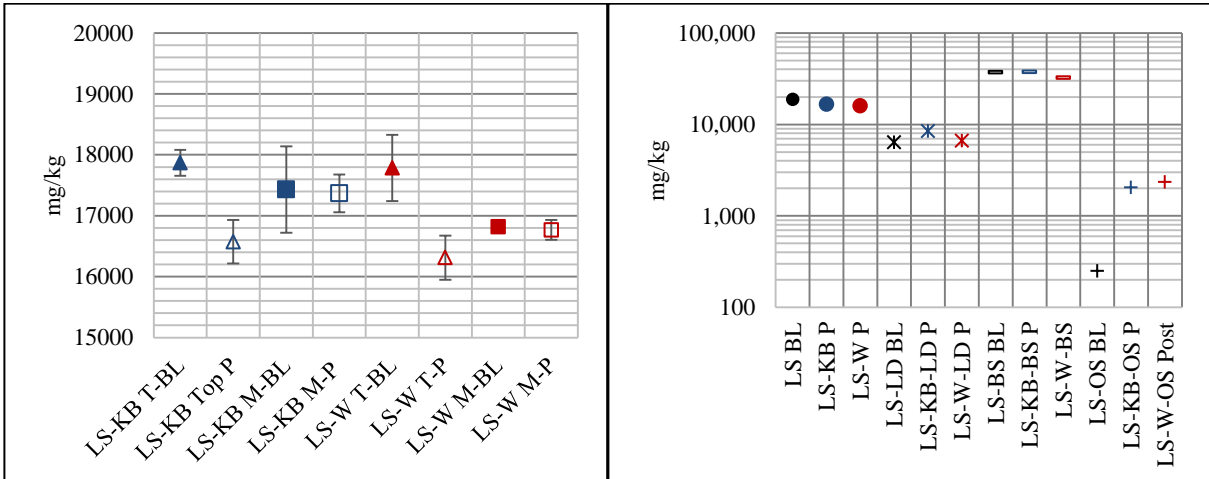 20000
19000
18000
17000
16000
15000
mg/kg
LS-KB T-BL
LS-KB Top P
LS-KB M-BL
LS-KB M-P
LS-W T-BL
LS-W T-P
LS-W M-BL
LS-W M-P
100,000
10,000
1,000
100
mg/kg
LS BL
LS-KB P
LS-W P
LS-LD BL
LS-KB-LD P
LS-W-LD P
LS-BS BL
LS-KB-BS P
LS-W-BS
LS-OS BL
LS-KB-OS P
LS-W-OS Post